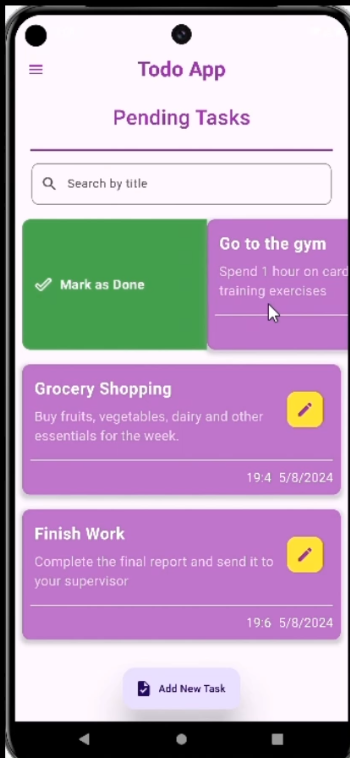 Todo App
Pending Tasks
Search by title
Mark as Done
Go to the gym
Spend 1 hour on
training exercises
Grocery Shopping
Buy fruits, vegetables, dairy and other
essentials for the week.
19:4 5/8/2024
Finish Work
Complete the final report and send it to
your supervisor
19:6 5/8/2024
Add New Task